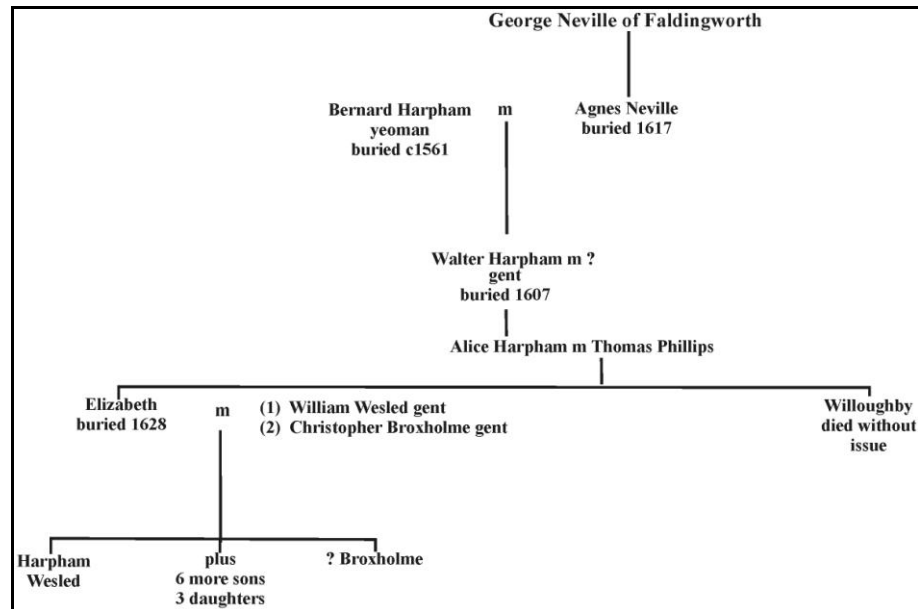 George Neville of Faldingworth
Bernard Harpham m Agnes Neville
yeoman buried 1617
buried c1561
Walter Harpham m ?
gent
buried 1607
Alice Harpham m Thomas Phillips
Elizabeth m (1) William Wesled gent Willoughby
buried 1628 (2) Christopher Broxholme gent died without
issue
Harpham plus ? Broxholme
Wesled 6 more sons
3 daughters